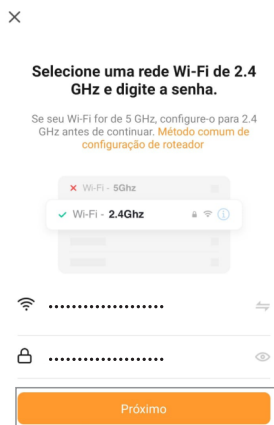 Selecione uma rede Wi-Fi de 2.4
GHz e digite a senha.
Se seu Wi-Fi for de 5 GHz, configure-o para 2.4
GHz antes de continuar. Método comum de
configuração de roteador
Wi-Fi - 5Ghz
Wi-Fi - 2.4Ghz
Próximo